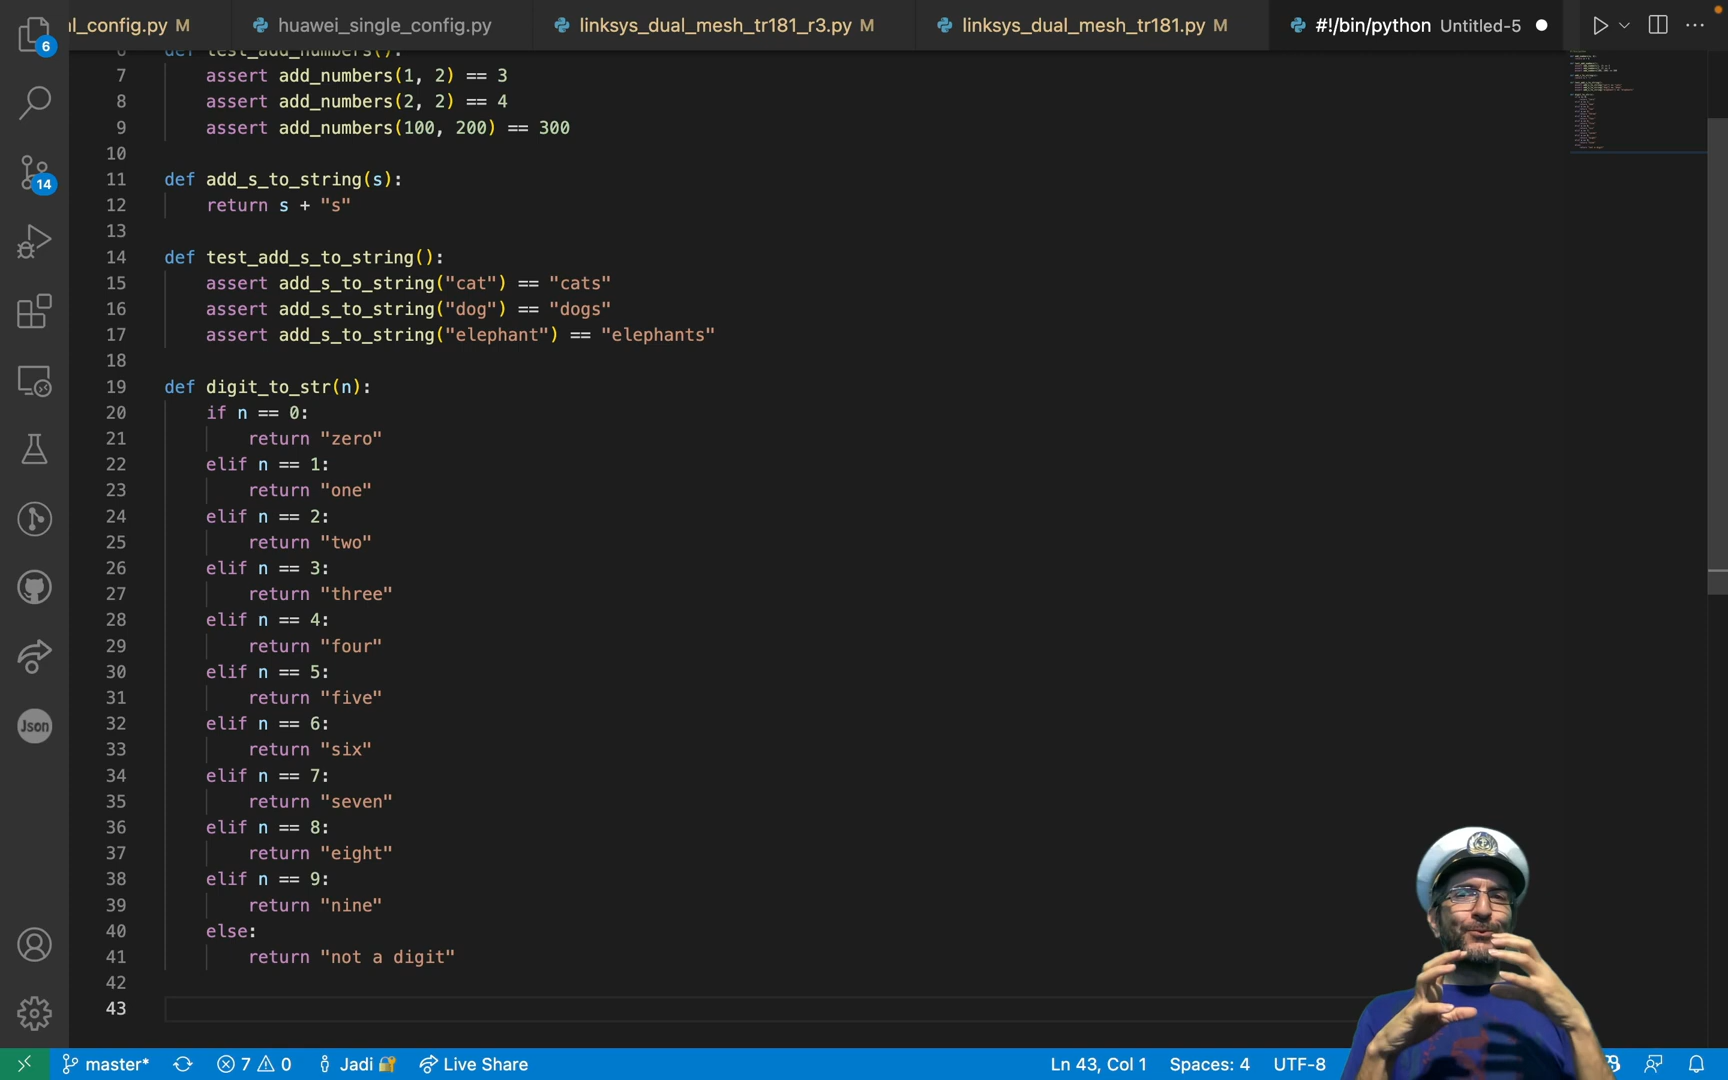 l_config.py M
huawei_single_config.py
linksys_dual_mesh_tr181_r3.py M
linksys_dual_mesh_tr181.py M
#!/bin/python Untitled-5
6
14
Json
def test_add_numbers():
7 assert add_numbers(1, 2) == 3
8 assert add_numbers(2, 2) == 4
9 assert add_numbers(100, 200) == 300
10
11 def add_s_to_string(s):
12 return s + "s"
13
14 def test_add_s_to_string():
15 assert add_s_to_string("cat") == "cats"
16 assert add_s_to_string("dog") == "dogs"
17 assert add_s_to_string("elephant") == "elephants"
18
19 def digit_to_str(n):
20 if n == 0:
21 return "zero"
22 elif n == 1:
23 return "one"
24 elif n == 2:
25 return "two"
26 elif n == 3:
27 return "three"
28 elif n == 4:
29 return "four"
30 elif n == 5:
31 return "five"
32 elif n == 6:
33 return "six"
34 elif n == 7:
35 return "seven"
36 elif n == 8:
37 return "eight"
38 elif n == 9:
39 return "nine"
40 else:
41 return "not a digit"
42
43
master* 7 0 Jadi Live Share Ln 43, Col 1 Spaces: 4 UTF-8